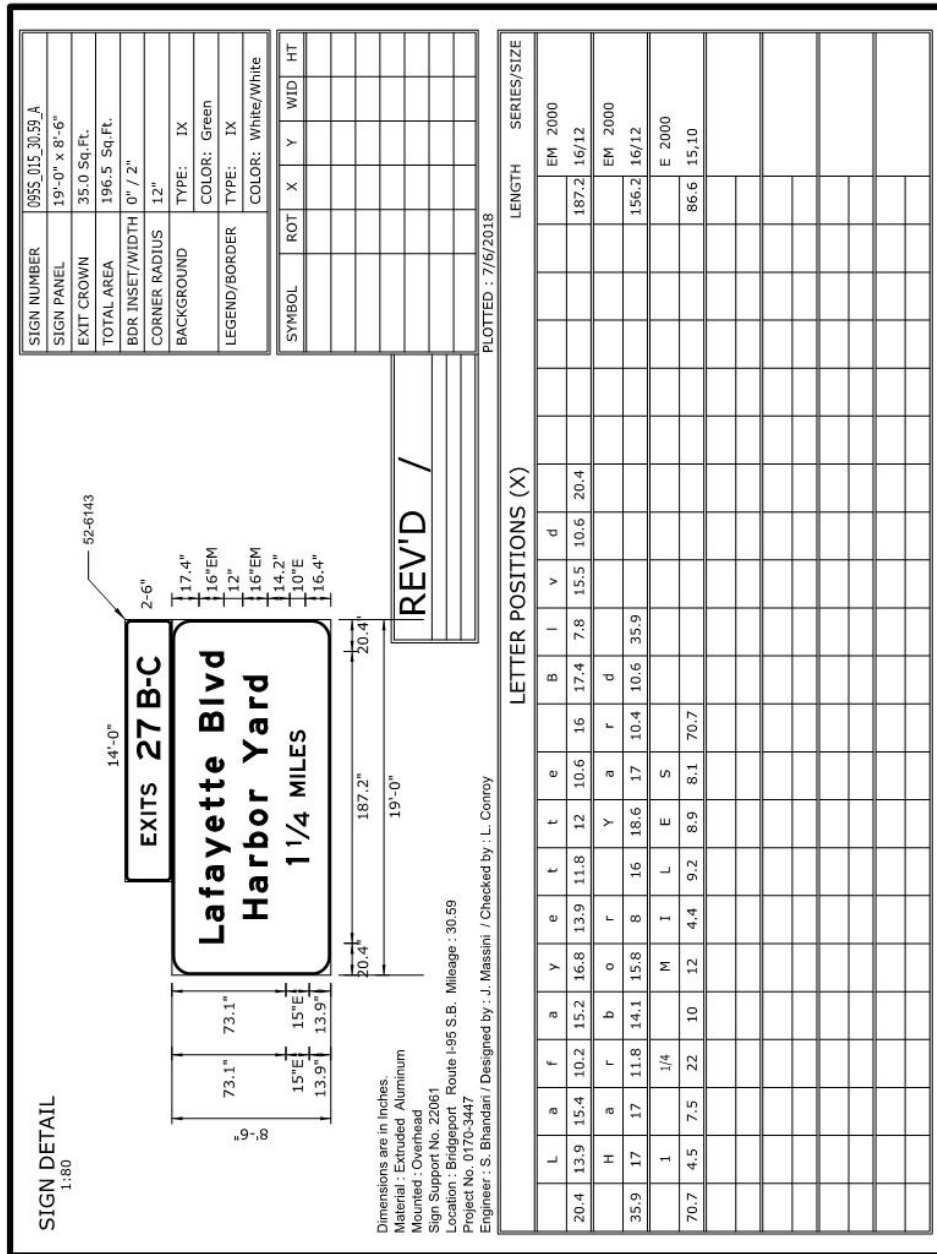 SIGN DETAIL
1:80
14'-0"
52-6143
2-6"
EXITS 27 B-C
Lafayette Blvd
Harbor Yard
1 1/4 MILES
73.1"
15"E
13.9"
73.1"
15"E
13.9"
8'-6"
17.4"
16"EM
12"
16"EM
14.2"
10"E
16.4"
20.4"
187.2"
20.4"
19'-0"
SIGN NUMBER 095S_015_30.59_A
SIGN PANEL 19'-0" x 8'-6"
EXIT CROWN 35.0 Sq.Ft.
TOTAL AREA 196.5 Sq.Ft.
BDR INSET/WIDTH 0" / 2"
CORNER RADIUS 12"
BACKGROUND TYPE: IX
COLOR: Green
LEGEND/BORDER TYPE: IX
COLOR: White/White
SYMBOL ROT X Y WID HT
REV'D /
PLOTTED : 7/6/2018
Dimensions are in Inches.
Material : Extruded Aluminum
Mounted : Overhead
Sign Support No. 22061
Location : Bridgeport Route I-95 S.B. Mileage : 30.59
Project No. 0170-3447
Engineer : S. Bhandari / Designed by : J. Massini / Checked by : L. Conroy
LETTER POSITIONS (X) LENGTH SERIES/SIZE
L a f a y e t t e B l v d EM 2000
20.4 13.9 15.4 10.2 15.2 16.8 13.9 11.8 12 10.6 16 17.4 7.8 15.5 10.6 20.4 187.2 16/12
H a r b o r Y a r d EM 2000
35.9 17 17 11.8 14.1 15.8 8 16 18.6 17 10.4 10.6 35.9 156.2 16/12
1 1/4 M I L E S E 2000
70.7 4.5 7.5 22 10 12 4.4 9.2 8.9 8.1 70.7 86.6 15,10